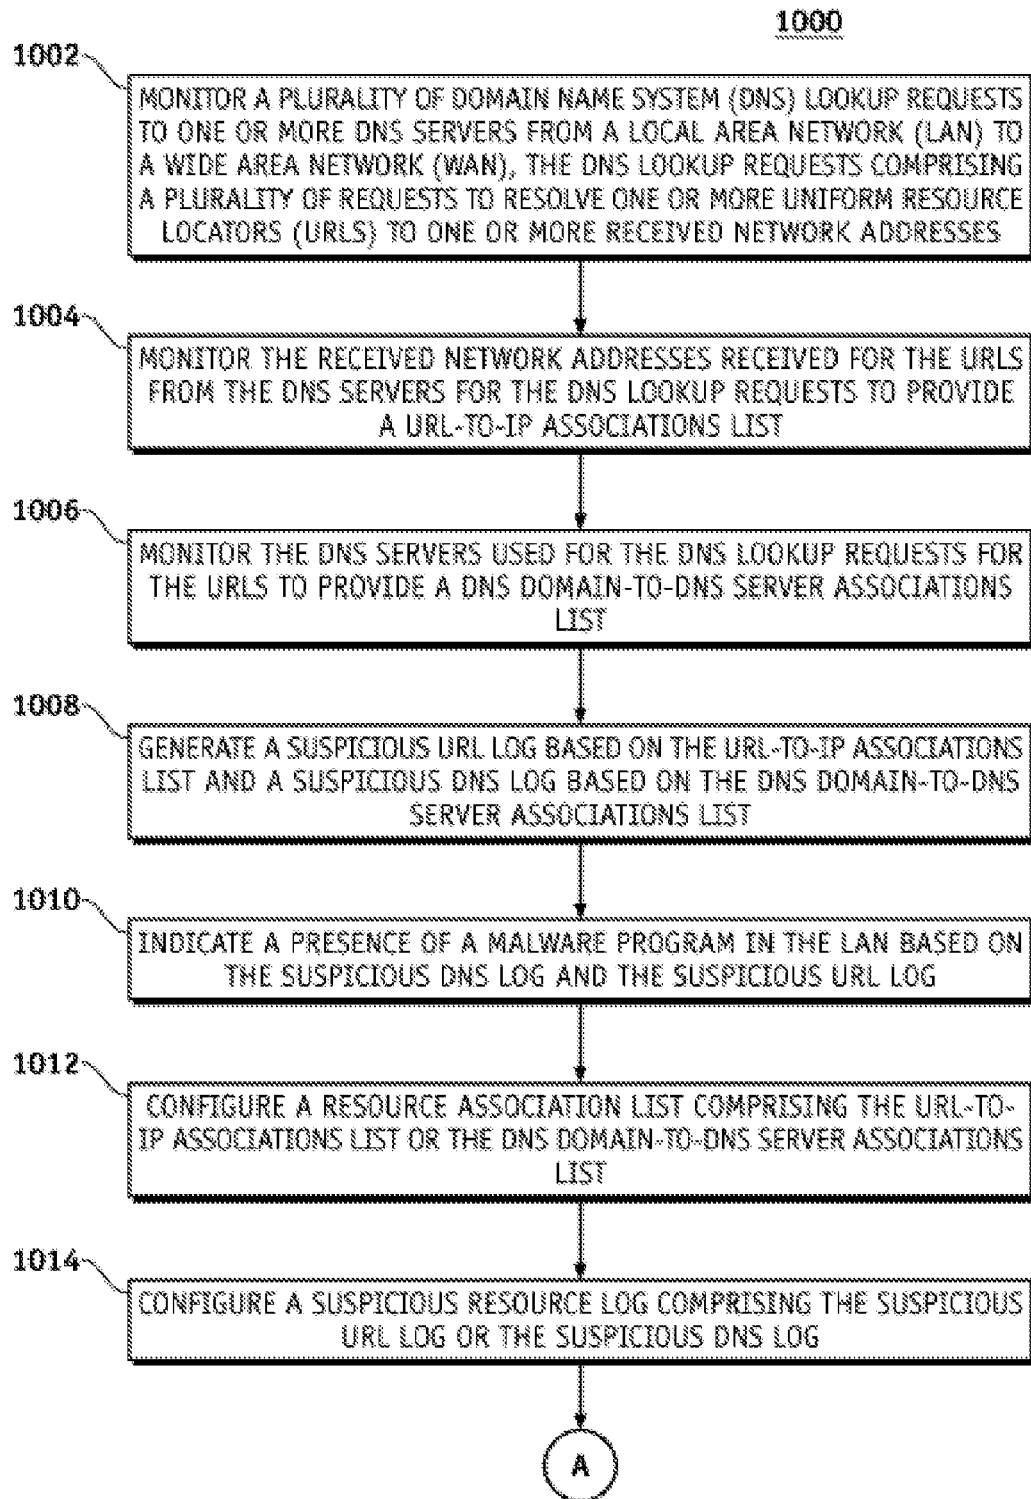 1000
1002
MONITOR A PLURALITY OF DOMAIN NAME SYSTEM (DNS) LOOKUP REQUESTS
TO ONE OR MORE DNS SERVERS FROM A LOCAL AREA NETWORK (LAN) TO
A WIDE AREA NETWORK (WAN), THE DNS LOOKUP REQUESTS COMPRISING
A PLURALITY OF REQUESTS TO RESOLVE ONE OR MORE UNIFORM RESOURCE
LOCATORS (URLS) TO ONE OR MORE RECEIVED NETWORK ADDRESSES
1004
MONITOR THE RECEIVED NETWORK ADDRESSES RECEIVED FOR THE URLS
FROM THE DNS SERVERS FOR THE DNS LOOKUP REQUESTS TO PROVIDE
A URL-TO-IP ASSOCIATIONS LIST
1006
MONITOR THE DNS SERVERS USED FOR THE DNS LOOKUP REQUESTS FOR
THE URLS TO PROVIDE A DNS DOMAIN-TO-DNS SERVER ASSOCIATIONS
LIST
1008
GENERATE A SUSPICIOUS URL LOG BASED ON THE URL-TO-IP ASSOCIATIONS
LIST AND A SUSPICIOUS DNS LOG BASED ON THE DNS DOMAIN-TO-DNS
SERVER ASSOCIATIONS LIST
1010
INDICATE A PRESENCE OF A MALWARE PROGRAM IN THE LAN BASED ON
THE SUSPICIOUS DNS LOG AND THE SUSPICIOUS URL LOG
1012
CONFIGURE A RESOURCE ASSOCIATION LIST COMPRISING THE URL-TO-
IP ASSOCIATIONS LIST OR THE DNS DOMAIN-TO-DNS SERVER ASSOCIATIONS
LIST
1014
CONFIGURE A SUSPICIOUS RESOURCE LOG COMPRISING THE SUSPICIOUS
URL LOG OR THE SUSPICIOUS DNS LOG
A